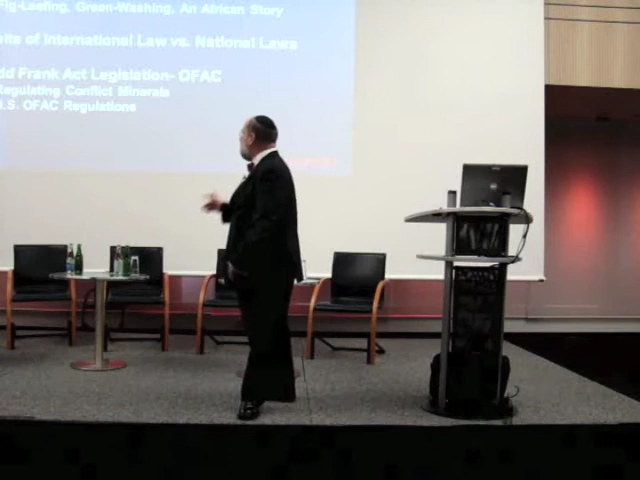 Fig-Leefing, Green-Washing, An African Story
its of International Law vs. National Laws
dd Frank Act Legislation- OFAC
Regulating Conflict Minerals
U.S. OFAC Regulations